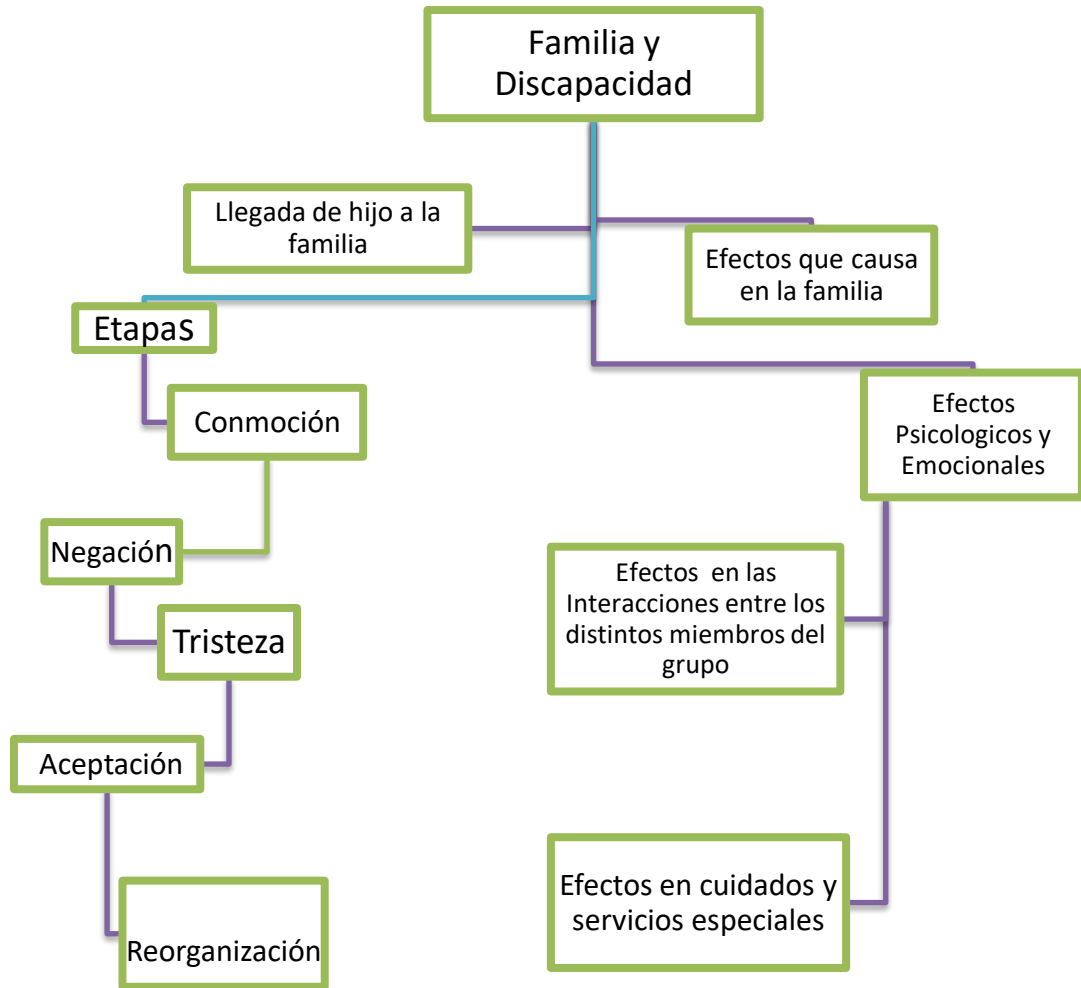 Familia y
Discapacidad
Llegada de hijo a la
familia
Efectos que causa
en la familia
Etapas
Conmoción
Negación
Tristeza
Aceptación
Reorganización
Efectos
Psicologicos y
Emocionales
Efectos en las
Interacciones entre los
distintos miembros del
grupo
Efectos en cuidados y
servicios especiales